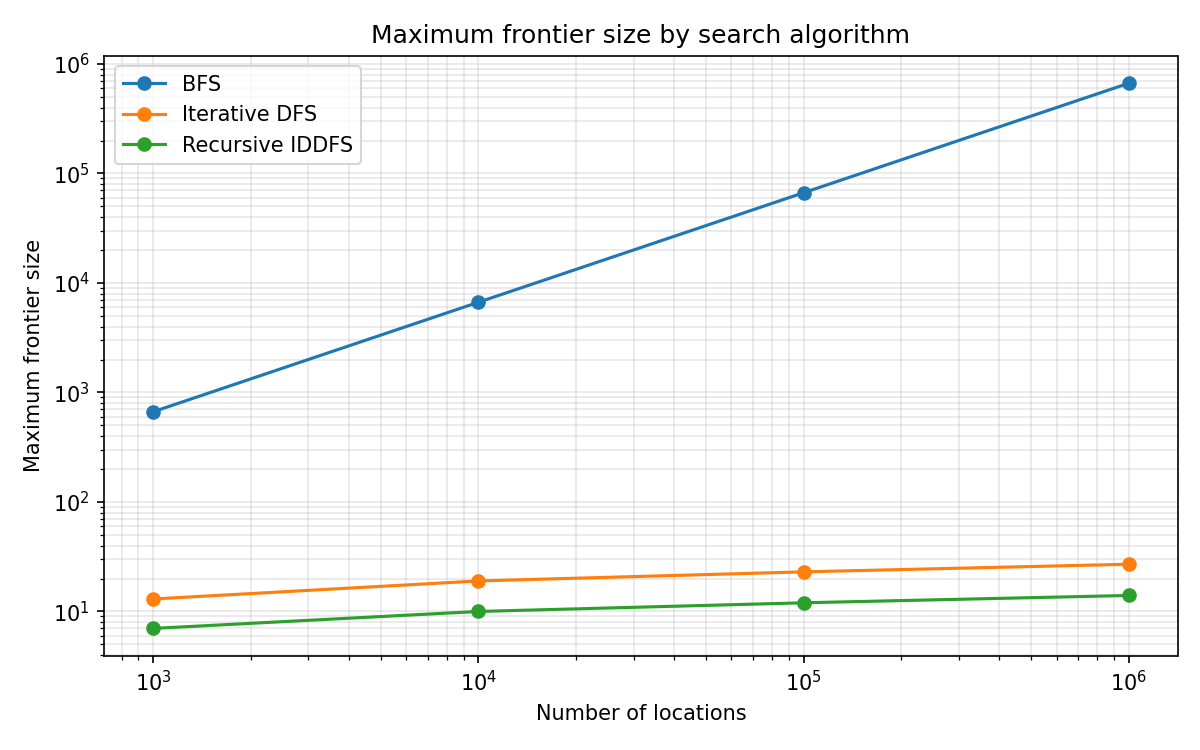 Maximum frontier size by search algorithm
BFS
Iterative DFS
Recursive IDDFS
Maximum frontier size
10⁶
10⁵
10⁴
10³
10²
10¹
10³ 10⁴ 10⁵ 10⁶
Number of locations